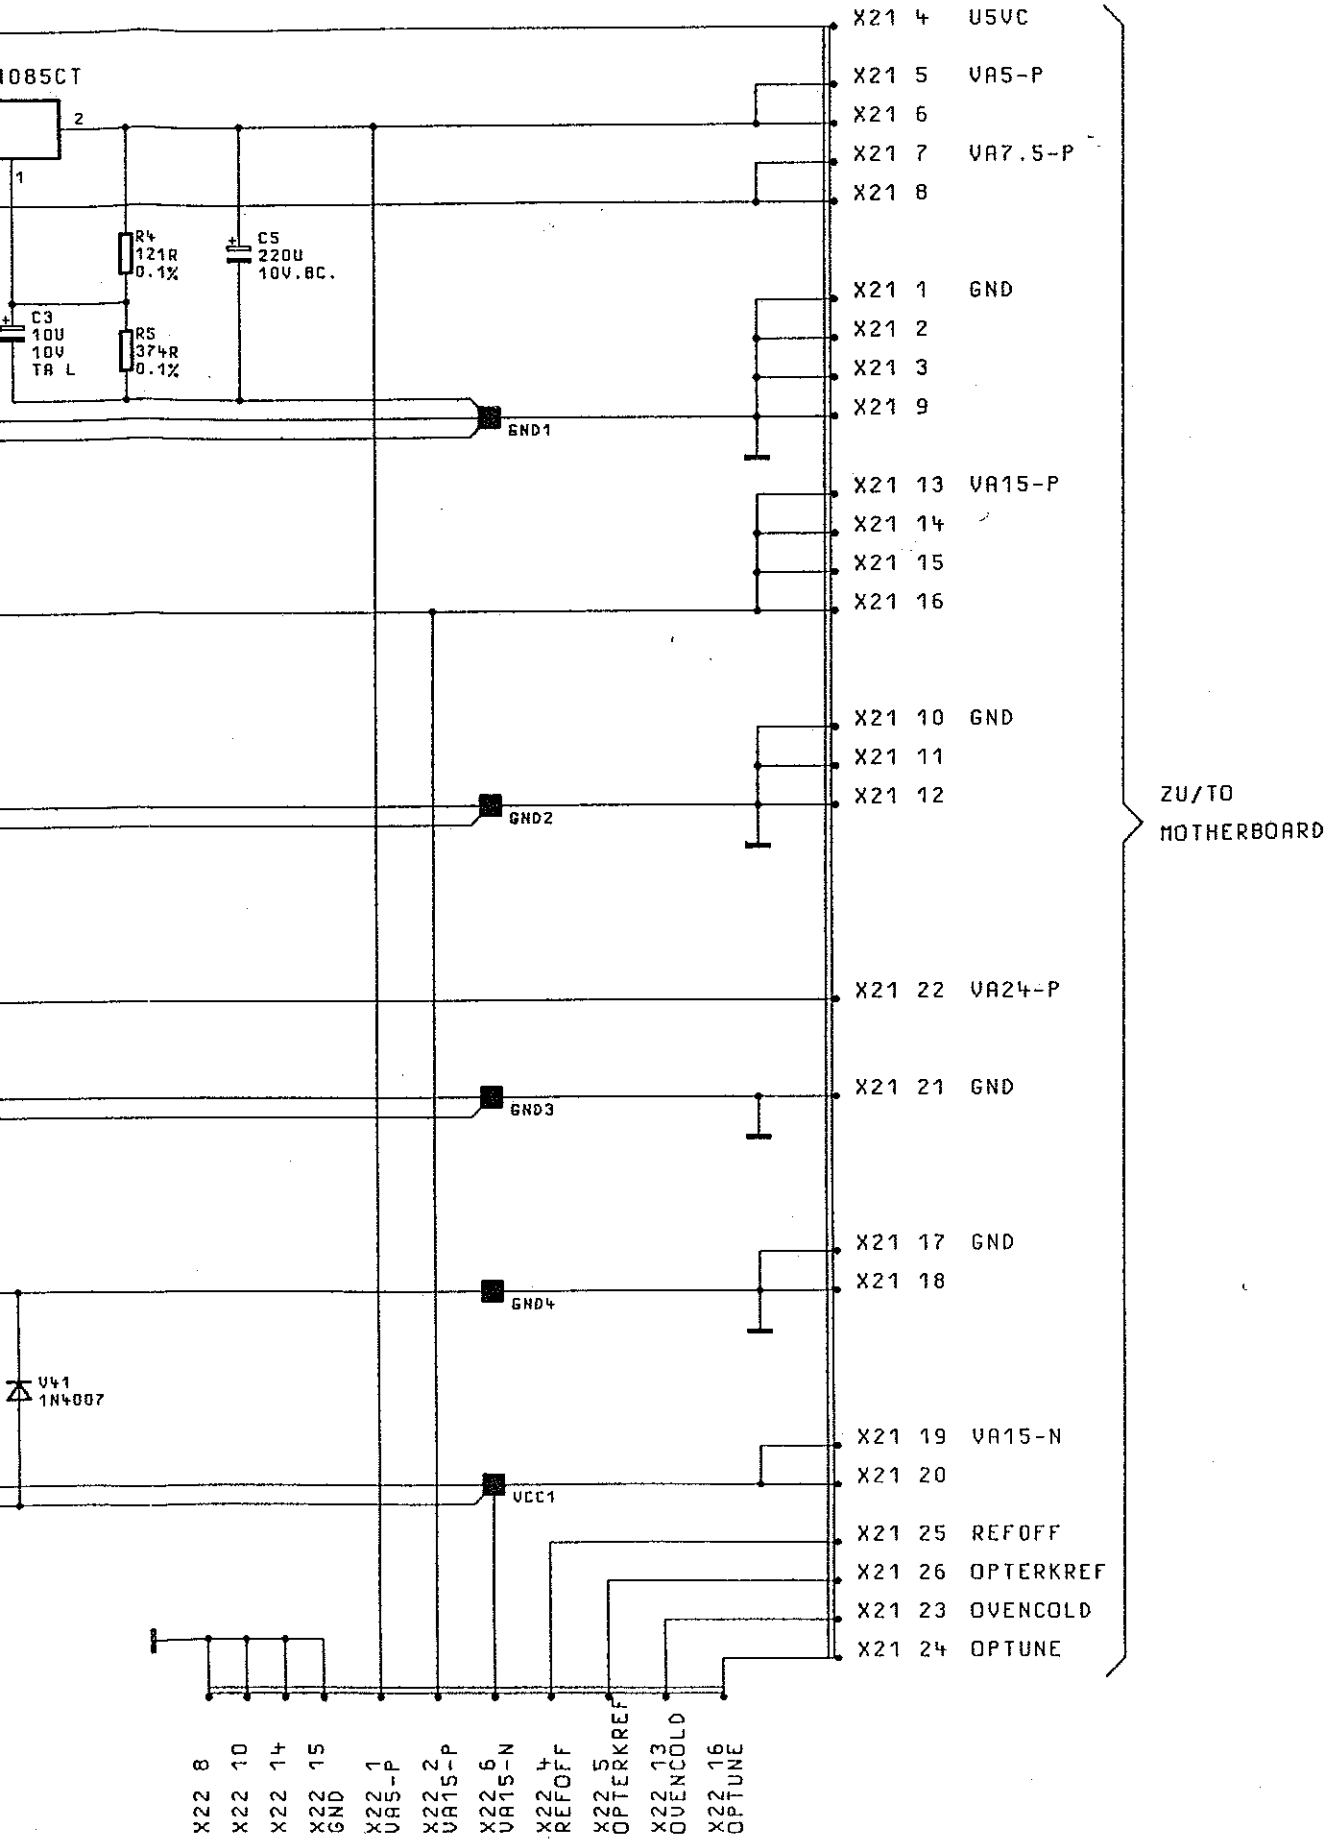 X21 4 U5VC
1085CT
X21 5 VA5-P
2
X21 6
X21 7 VA7.5-P
1
X21 8
R4
121R
0.1%
C5
220U
10V.BC.
X21 1 GND
C3
10U
10V
TA L
R5
374R
0.1%
X21 2
X21 3
X21 9
GND1
X21 13 VA15-P
X21 14
X21 15
X21 16
X21 10 GND
X21 11
X21 12
GND2
ZU/TO
MOTHERBOARD
X21 22 VA24-P
X21 21 GND
GND3
X21 17 GND
X21 18
GND4
V41
1N4007
X21 19 VA15-N
X21 20
VCC1
X21 25 REFOFF
X21 26 OPTERKREF
X21 23 OVENCOLD
X21 24 OPTUNE
X22 8
X22 10
X22 14
X22 15
GND
X22 1
VA5-P
X22 2
VA15-P
X22 6
VA15-N
X22 4
REFOFF
X22 5
OPTERKREF
X22 13
OVENCOLD
X22 16
OPTUNE